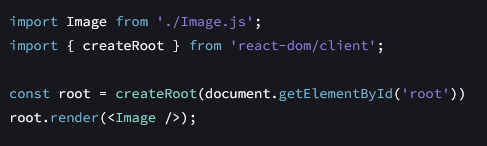 import Image from './Image.js';
import { createRoot } from 'react-dom/client';
const root = createRoot(document.getElementById('root'))
root.render(<Image />);